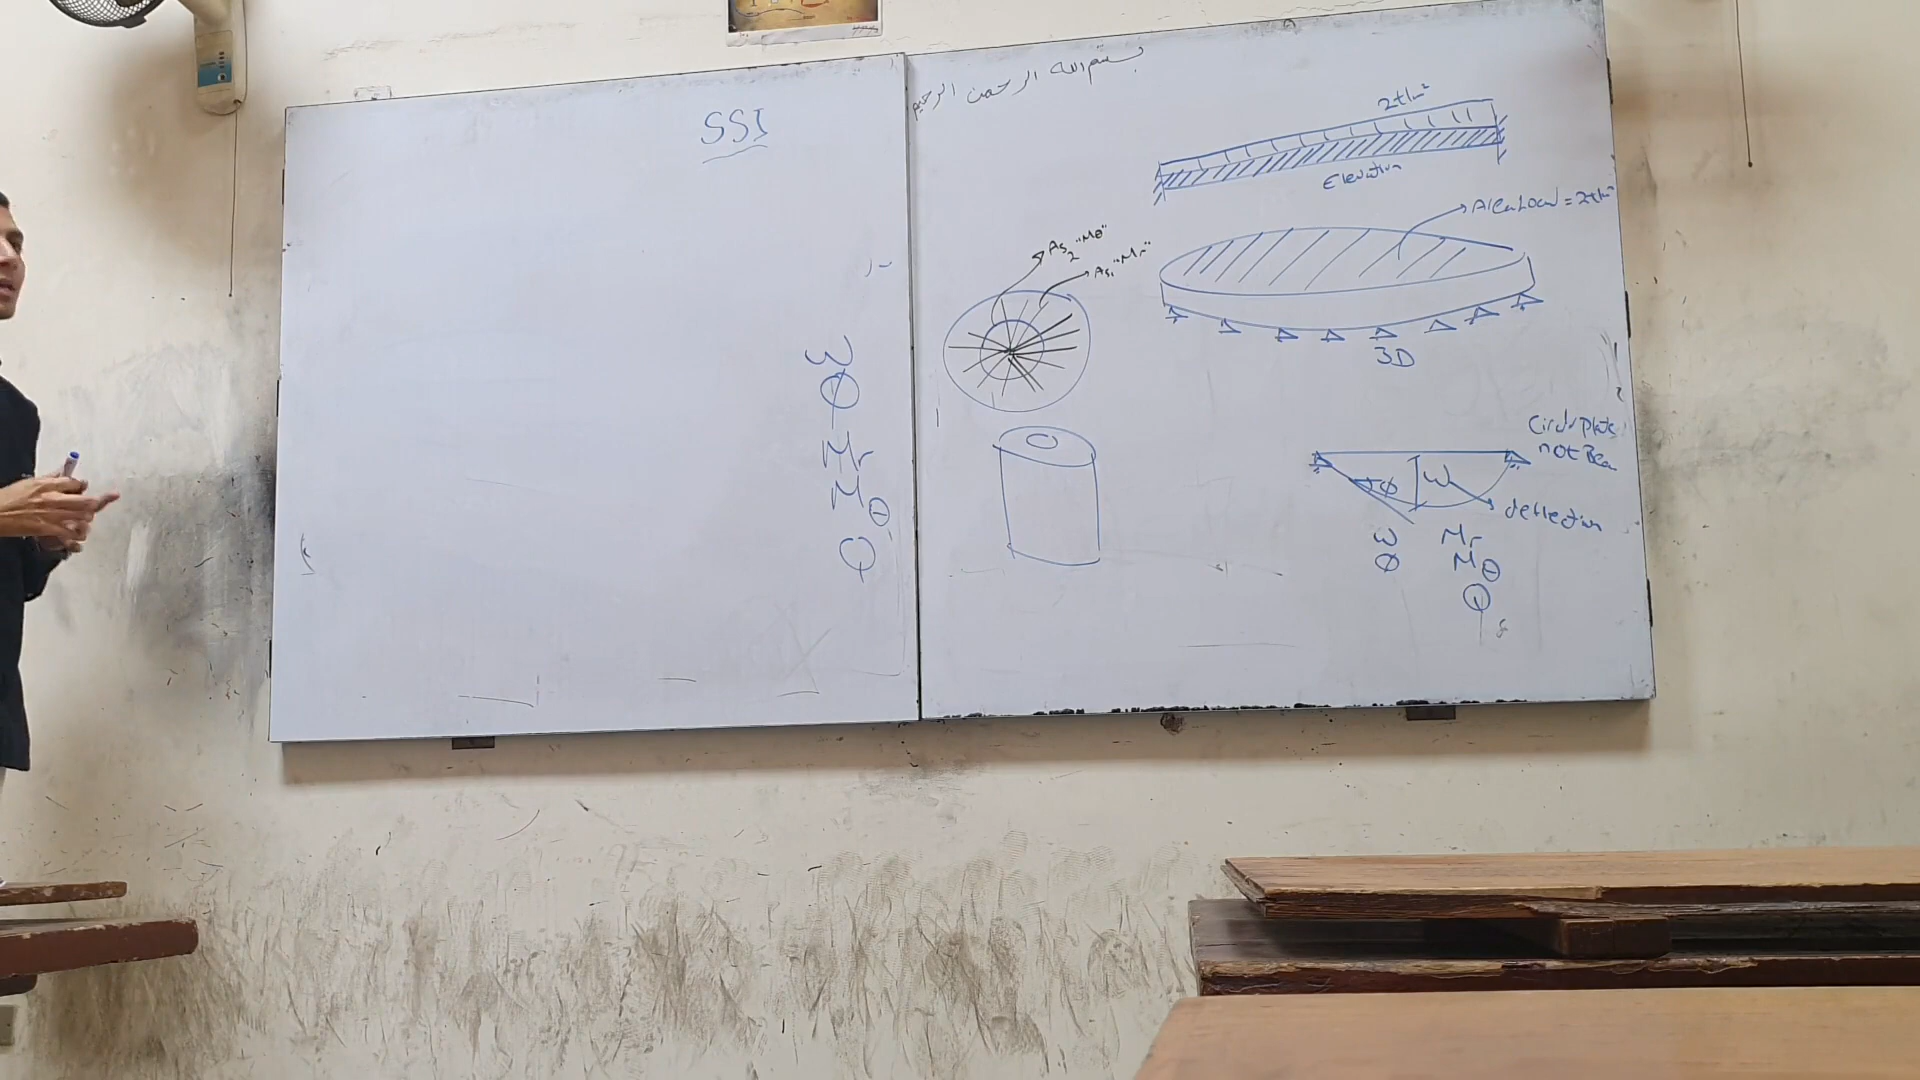 بسم الله الرحمن الرحيم
SSI
ω
Φ
Mr
Mθ
Q
2t/m²
Elevation
Area Load = 2t/m²
3D
As₂ "Mθ"
As₁ "Mr"
Circular Plate
not Beam
ω
Φ
deflection
ω
Φ
Mr
Mθ
Q